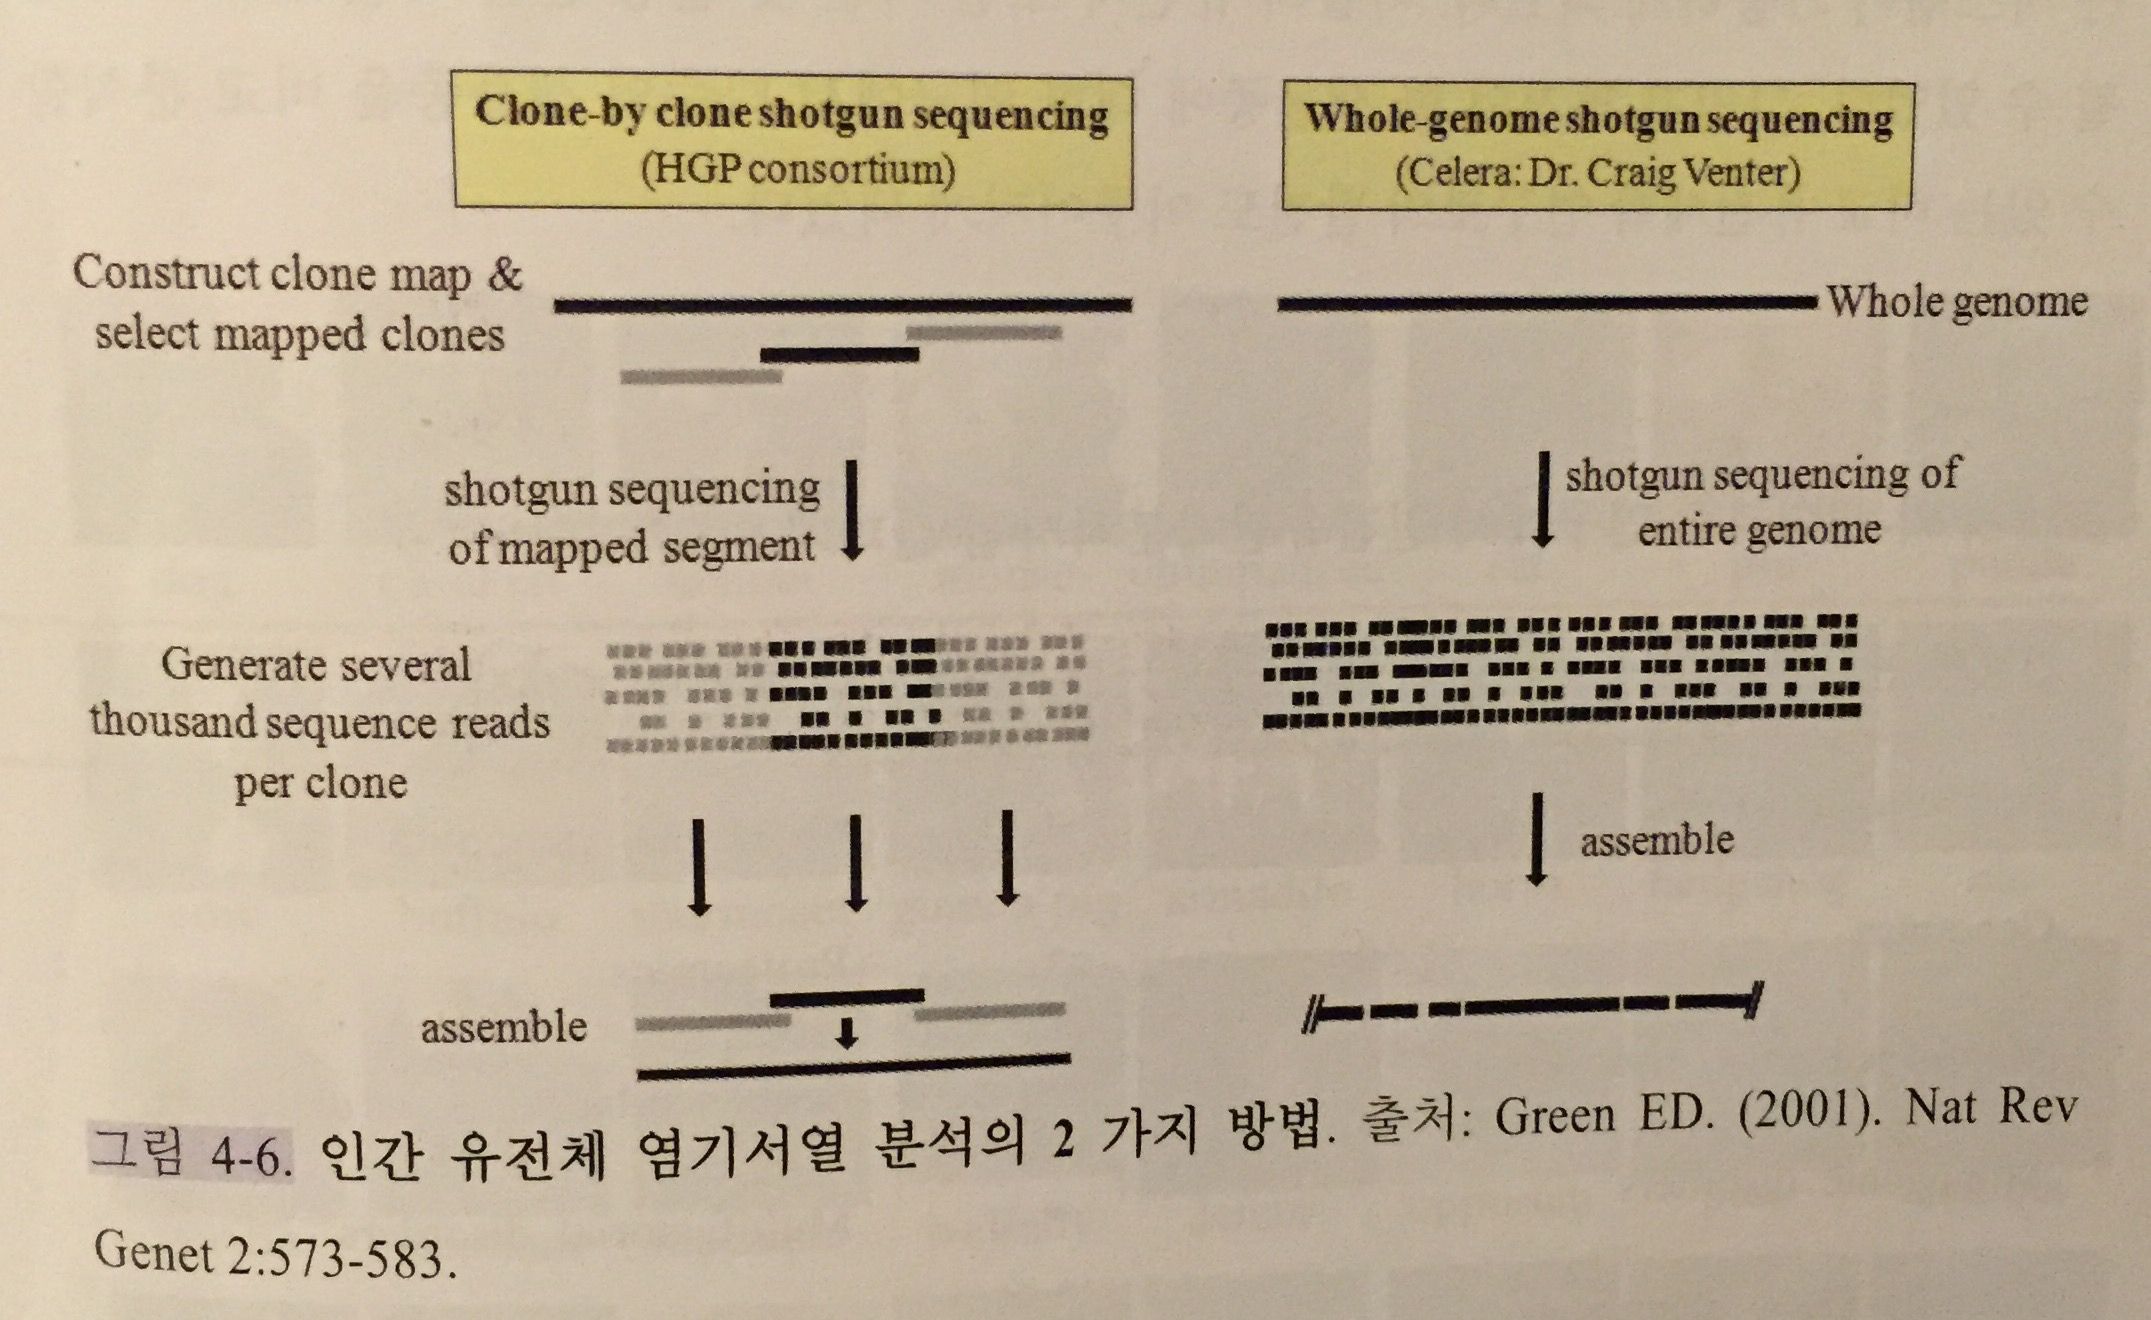 Clone-by clone shotgun sequencing
(HGP consortium)
Construct clone map &
select mapped clones
shotgun sequencing
of mapped segment
Generate several
thousand sequence reads
per clone
assemble
Whole-genome shotgun sequencing
(Celera: Dr. Craig Venter)
Whole genome
shotgun sequencing of
entire genome
assemble
그림 4-6. 인간 유전체 염기서열 분석의 2 가지 방법. 출처: Green ED. (2001). Nat Rev
Genet 2:573-583.